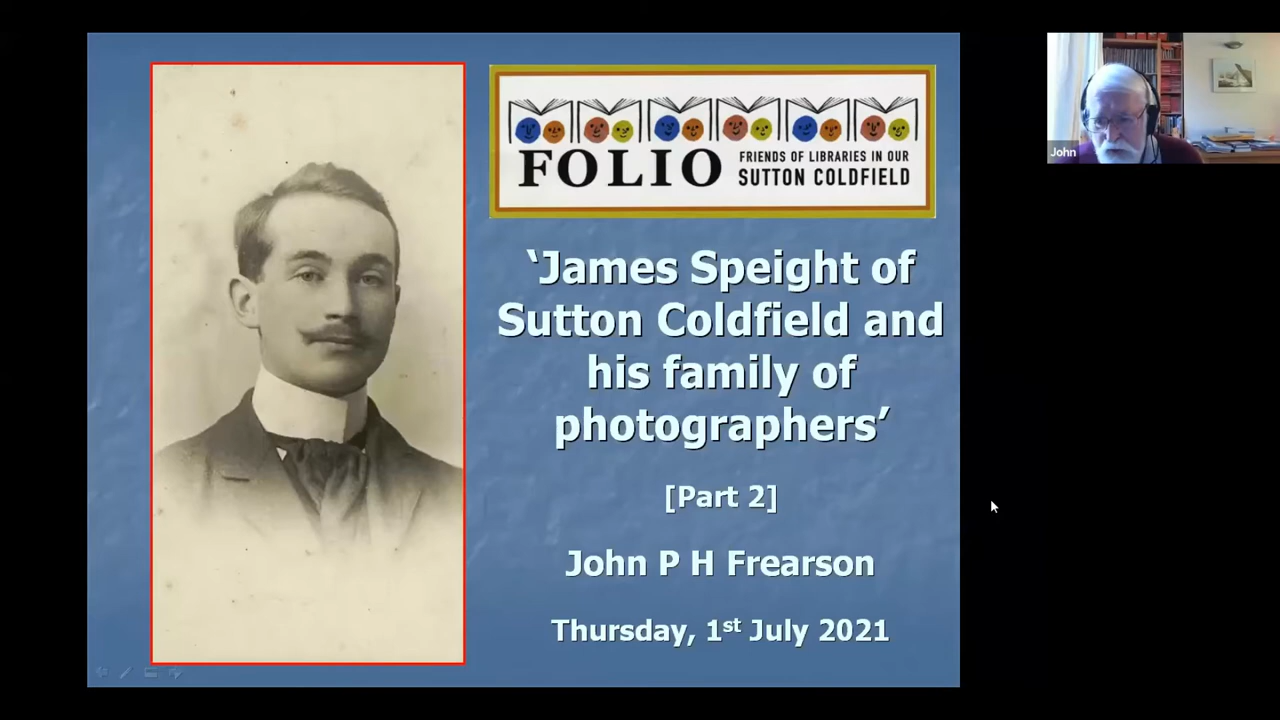 FOLIO
FRIENDS OF LIBRARIES IN OUR
SUTTON COLDFIELD
‘James Speight of
Sutton Coldfield and
his family of
photographers’
[Part 2]
John P H Frearson
Thursday, 1st July 2021
John